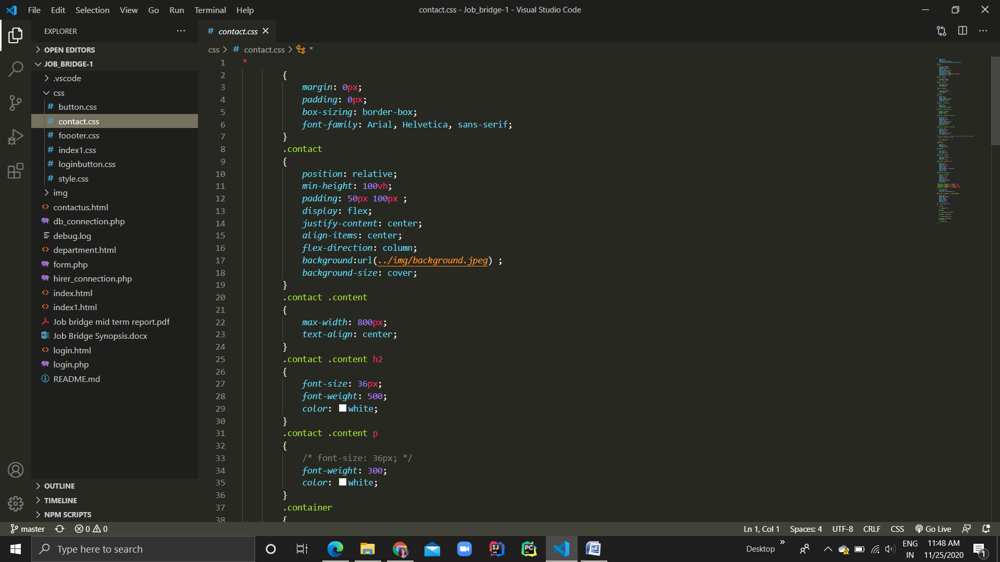 File Edit Selection View Go Run Terminal Help
contact.css - Job_bridge-1 - Visual Studio Code
EXPLORER
OPEN EDITORS
JOB_BRIDGE-1
.vscode
css
button.css
contact.css
foooter.css
index1.css
loginbutton.css
style.css
img
contactus.html
db_connection.php
debug.log
department.html
form.php
hirer_connection.php
index.html
index1.html
Job bridge mid term report.pdf
Job Bridge Synopsis.docx
login.html
login.php
README.md
OUTLINE
TIMELINE
NPM SCRIPTS
# contact.css
css > # contact.css > *
1 *
2 {
3 margin: 0px;
4 padding: 0px;
5 box-sizing: border-box;
6 font-family: Arial, Helvetica, sans-serif;
7 }
8 .contact
9 {
10 position: relative;
11 min-height: 100vh;
12 padding: 50px 100px ;
13 display: flex;
14 justify-content: center;
15 align-items: center;
16 flex-direction: column;
17 background:url(../img/background.jpeg) ;
18 background-size: cover;
19 }
20 .contact .content
21 {
22 max-width: 800px;
23 text-align: center;
24 }
25 .contact .content h2
26 {
27 font-size: 36px;
28 font-weight: 500;
29 color: white;
30 }
31 .contact .content p
32 {
33 /* font-size: 36px; */
34 font-weight: 300;
35 color: white;
36 }
37 .container
38 {
master 0 0
Ln 1, Col 1 Spaces: 4 UTF-8 CRLF CSS Go Live
Type here to search
Desktop
ENG
IN
11:48 AM
11/25/2020
1